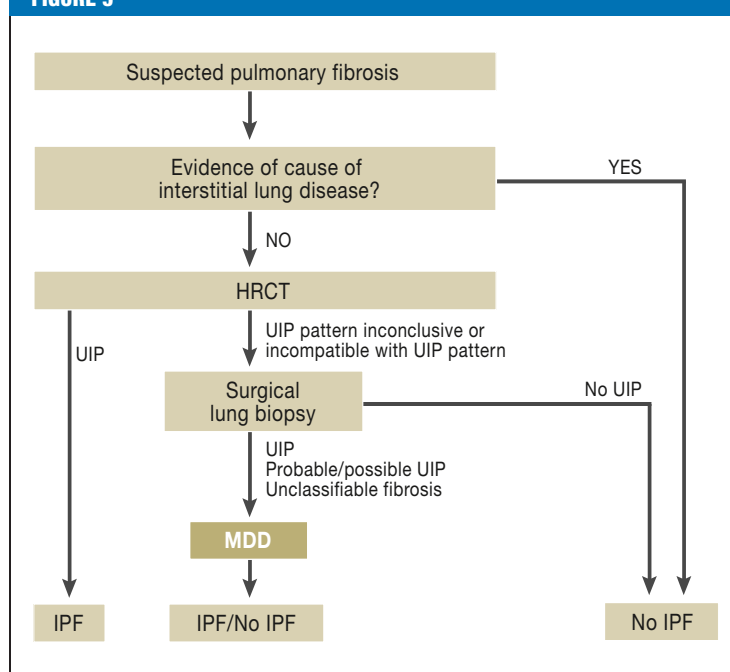 FIGURE 3
Suspected pulmonary fibrosis
Evidence of cause of
interstitial lung disease?
YES
NO
HRCT
UIP
UIP pattern inconclusive or
incompatible with UIP pattern
Surgical
lung biopsy
No UIP
UIP
Probable/possible UIP
Unclassifiable fibrosis
MDD
IPF
IPF/No IPF
No IPF